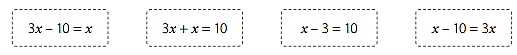 3x – 10 = x 3x + x = 10 x – 3 = 10 x – 10 = 3x